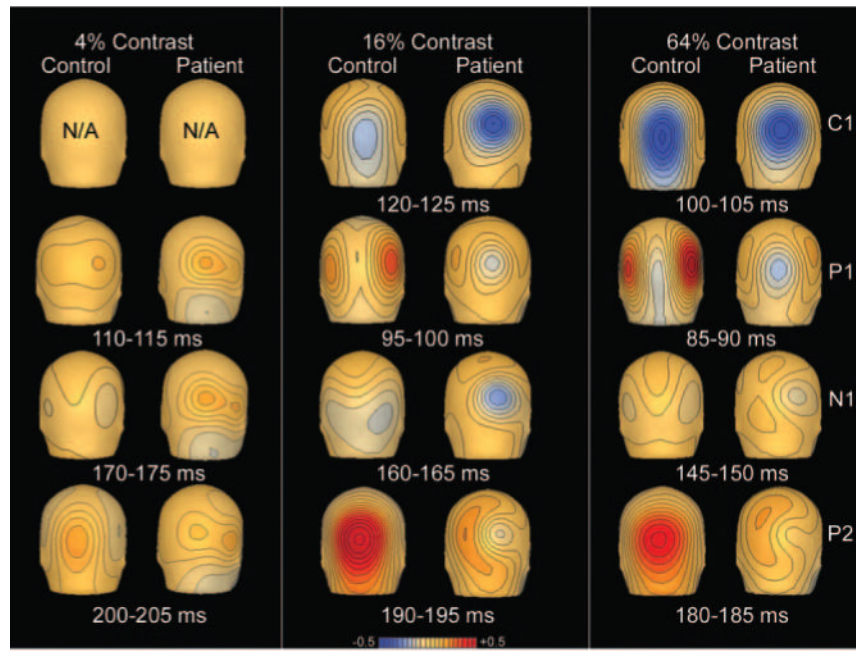 4% Contrast
Control Patient
16% Contrast
Control Patient
64% Contrast
Control Patient
N/A N/A
C1
120-125 ms
100-105 ms
P1
110-115 ms
95-100 ms
85-90 ms
N1
170-175 ms
160-165 ms
145-150 ms
P2
200-205 ms
190-195 ms
180-185 ms
-0.5 +0.5